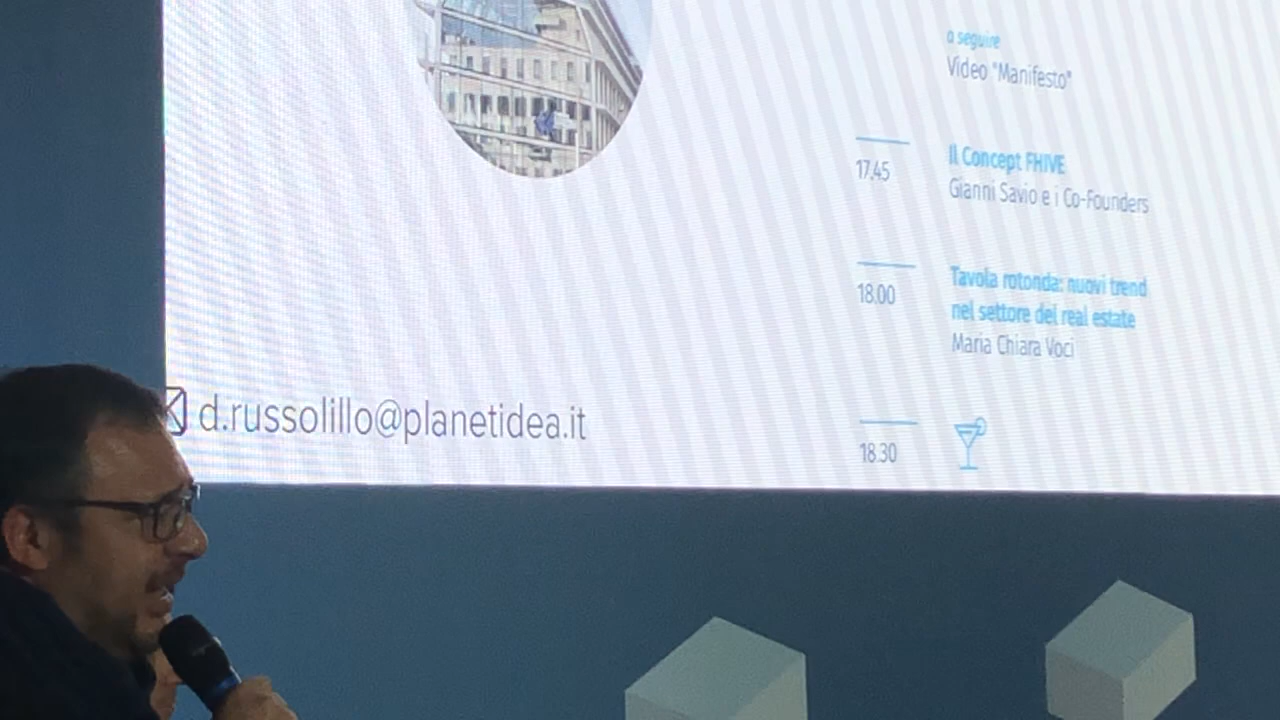 a seguire
Video "Manifesto"
17,45
Il Concept FHIVE
Gianni Savio e i Co-Founders
18.00
Tavola rotonda: nuovi trend
nel settore del real estate
Maria Chiara Voci
18.30
d.russolillo@planetidea.it